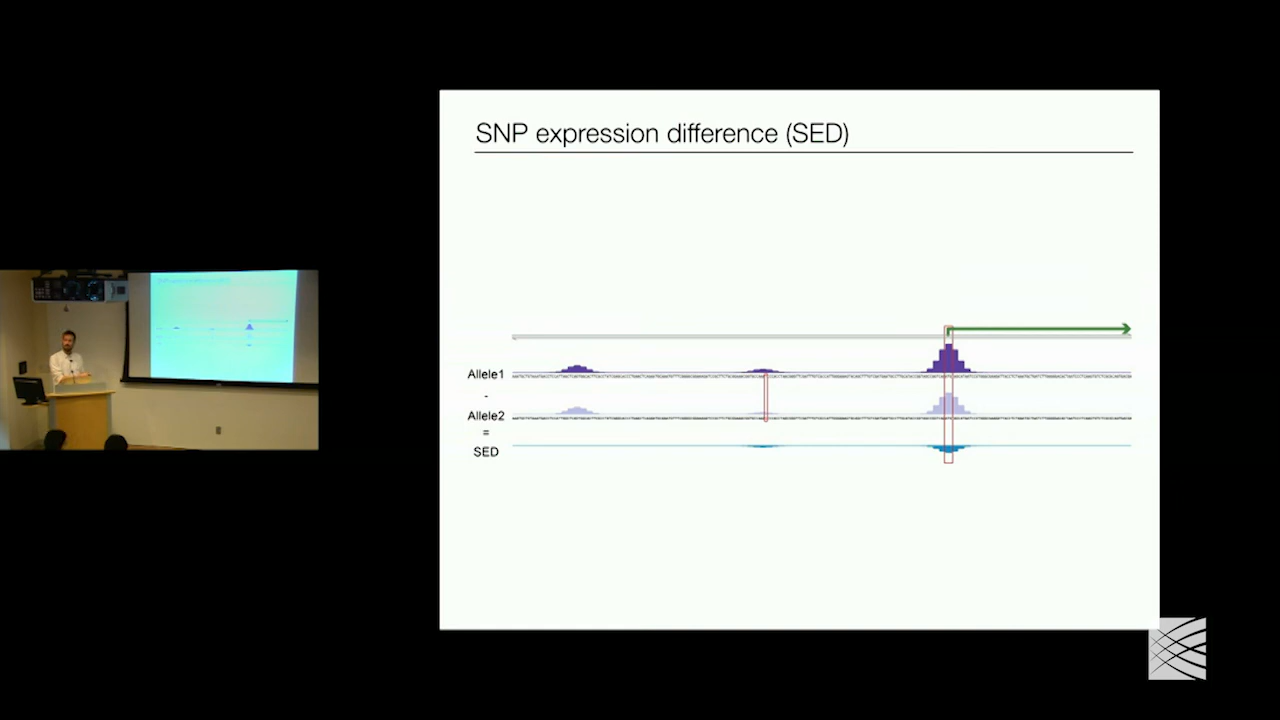 SNP expression difference (SED)
Allele1
-
Allele2
=
SED